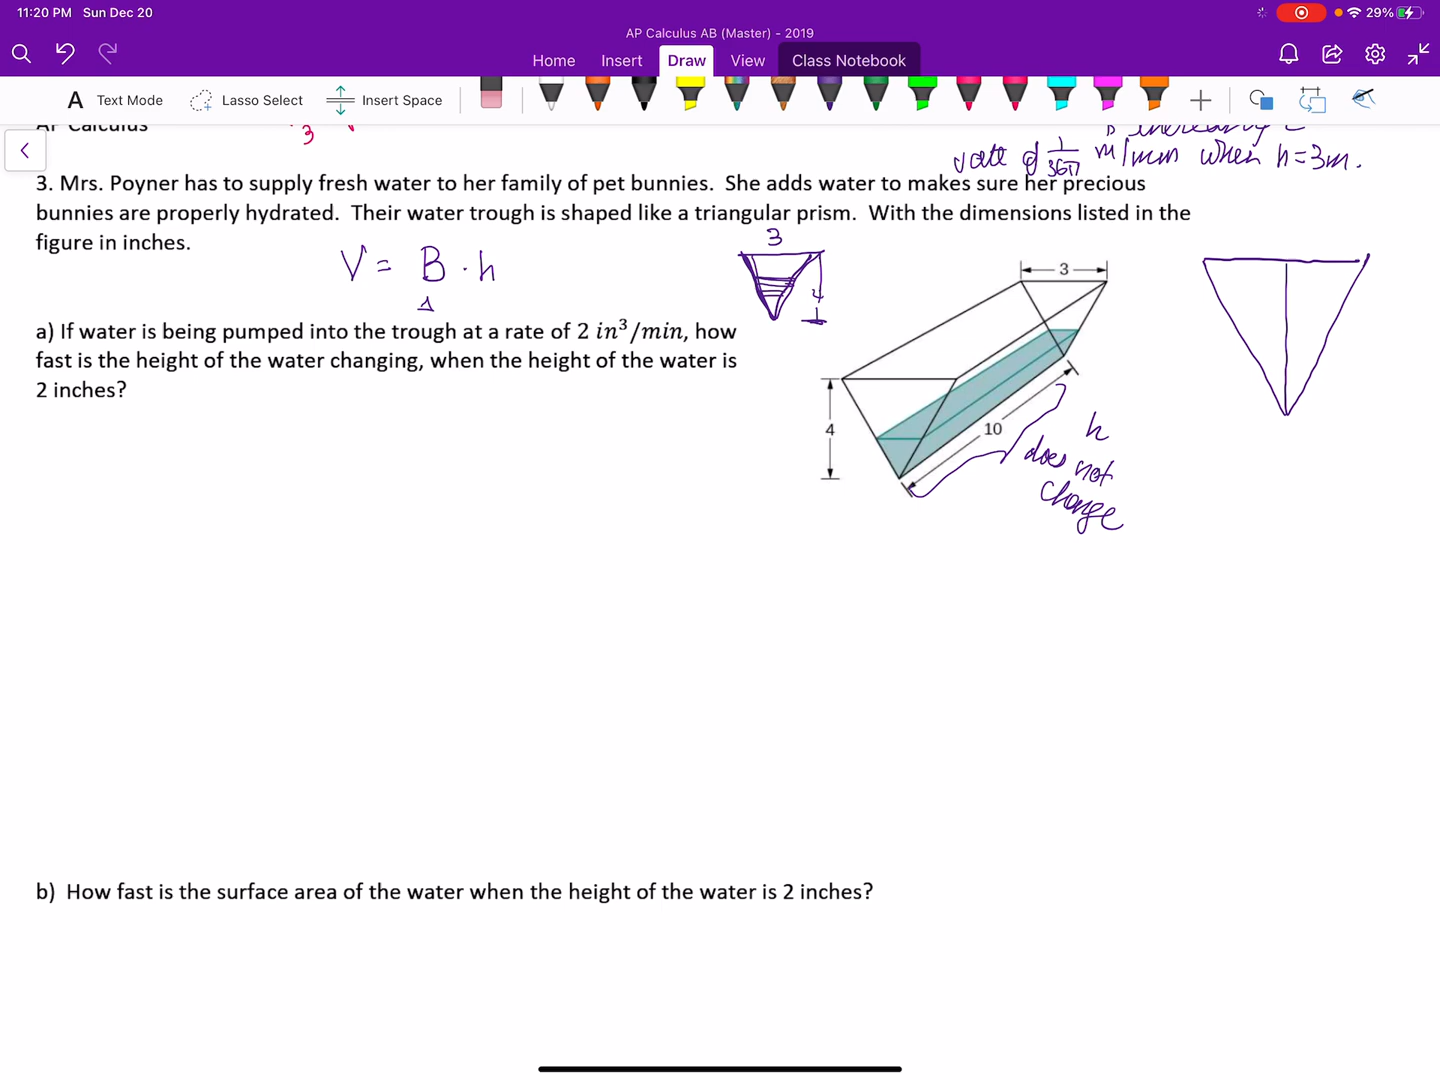 11:20 PM Sun Dec 20
29%
AP Calculus AB (Master) - 2019
Home Insert Draw View Class Notebook
A Text Mode Lasso Select Insert Space
AP Calculus
3
is increasing
rate of 1/36π m/min when h=3m.
3. Mrs. Poyner has to supply fresh water to her family of pet bunnies. She adds water to makes sure her precious
bunnies are properly hydrated. Their water trough is shaped like a triangular prism. With the dimensions listed in the
figure in inches.
V = B · h
3
4
3
4
10
h
does not
change
a) If water is being pumped into the trough at a rate of 2 in³/min, how
fast is the height of the water changing, when the height of the water is
2 inches?
b) How fast is the surface area of the water when the height of the water is 2 inches?